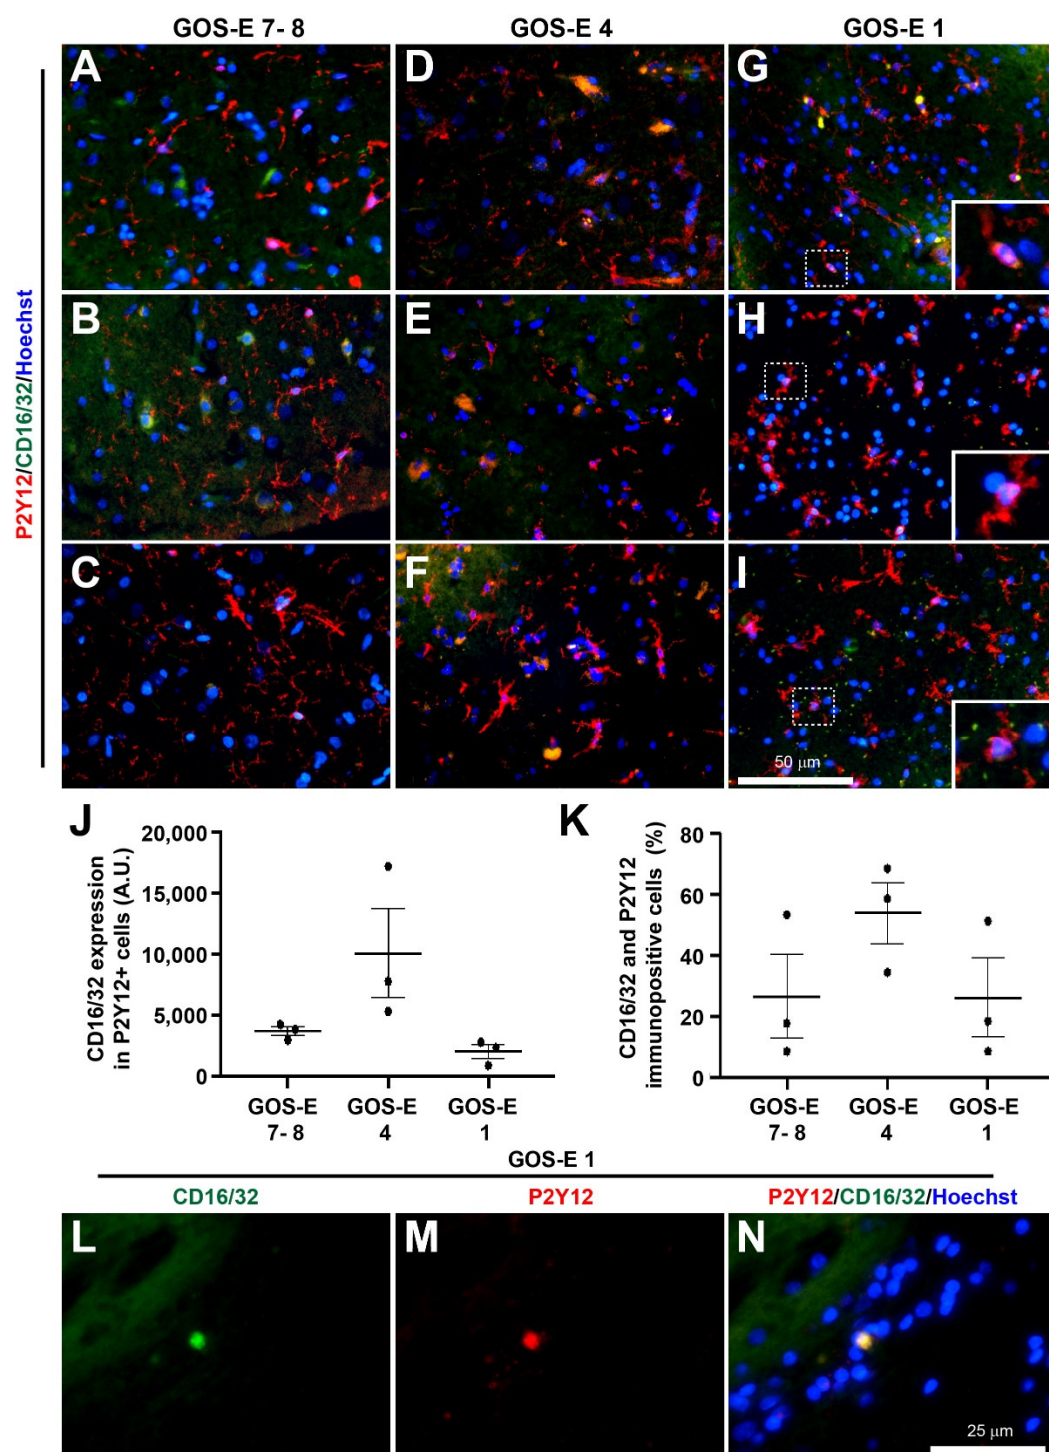 GOS-E 7- 8
GOS-E 4
GOS-E 1
P2Y12/CD16/32/Hoechst
A
D
G
B
E
H
C
F
I
50 µm
J
CD16/32 expression
in P2Y12+ cells (A.U.)
20,000
15,000
10,000
5,000
0
GOS-E
7- 8
GOS-E
4
GOS-E
1
K
CD16/32 and P2Y12
immunopositive cells (%)
80
60
40
20
0
GOS-E
7- 8
GOS-E
4
GOS-E
1
GOS-E 1
CD16/32
P2Y12
P2Y12/CD16/32/Hoechst
L
M
N
25 µm